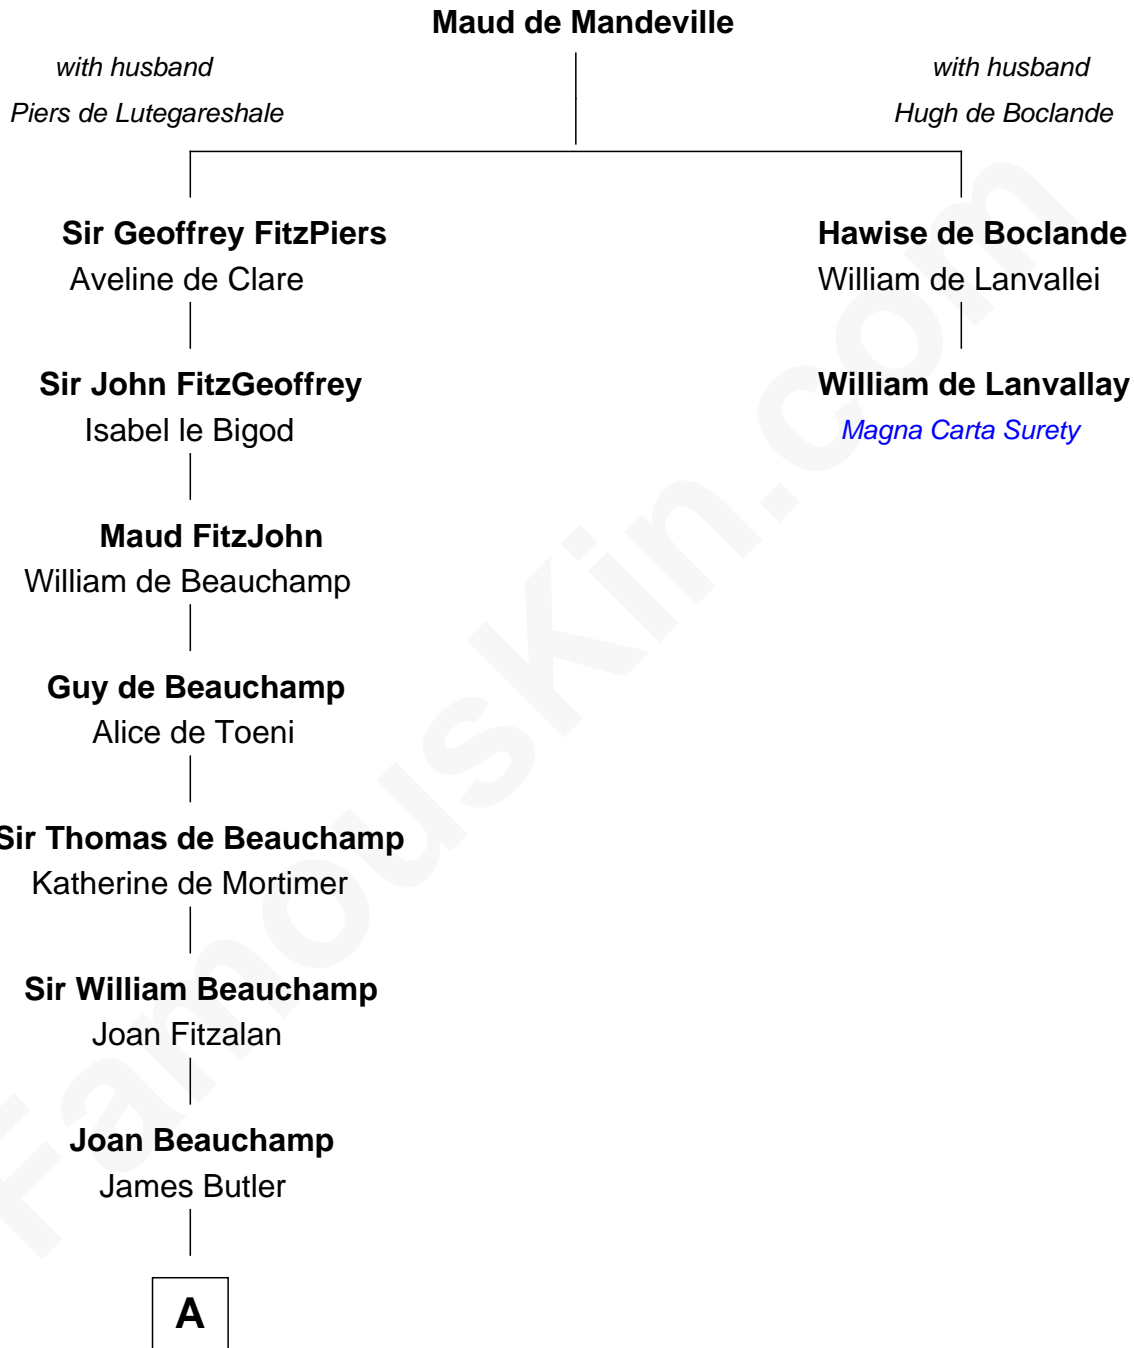 Maud de Mandeville
with husband
Piers de Lutegareshale
with husband
Hugh de Boclande
Sir Geoffrey FitzPiers
Aveline de Clare
Hawise de Boclande
William de Lanvallei
Sir John FitzGeoffrey
Isabel le Bigod
William de Lanvallay
Magna Carta Surety
Maud FitzJohn
William de Beauchamp
Guy de Beauchamp
Alice de Toeni
Sir Thomas de Beauchamp
Katherine de Mortimer
Sir William Beauchamp
Joan Fitzalan
Joan Beauchamp
James Butler
A
FamousKin.com